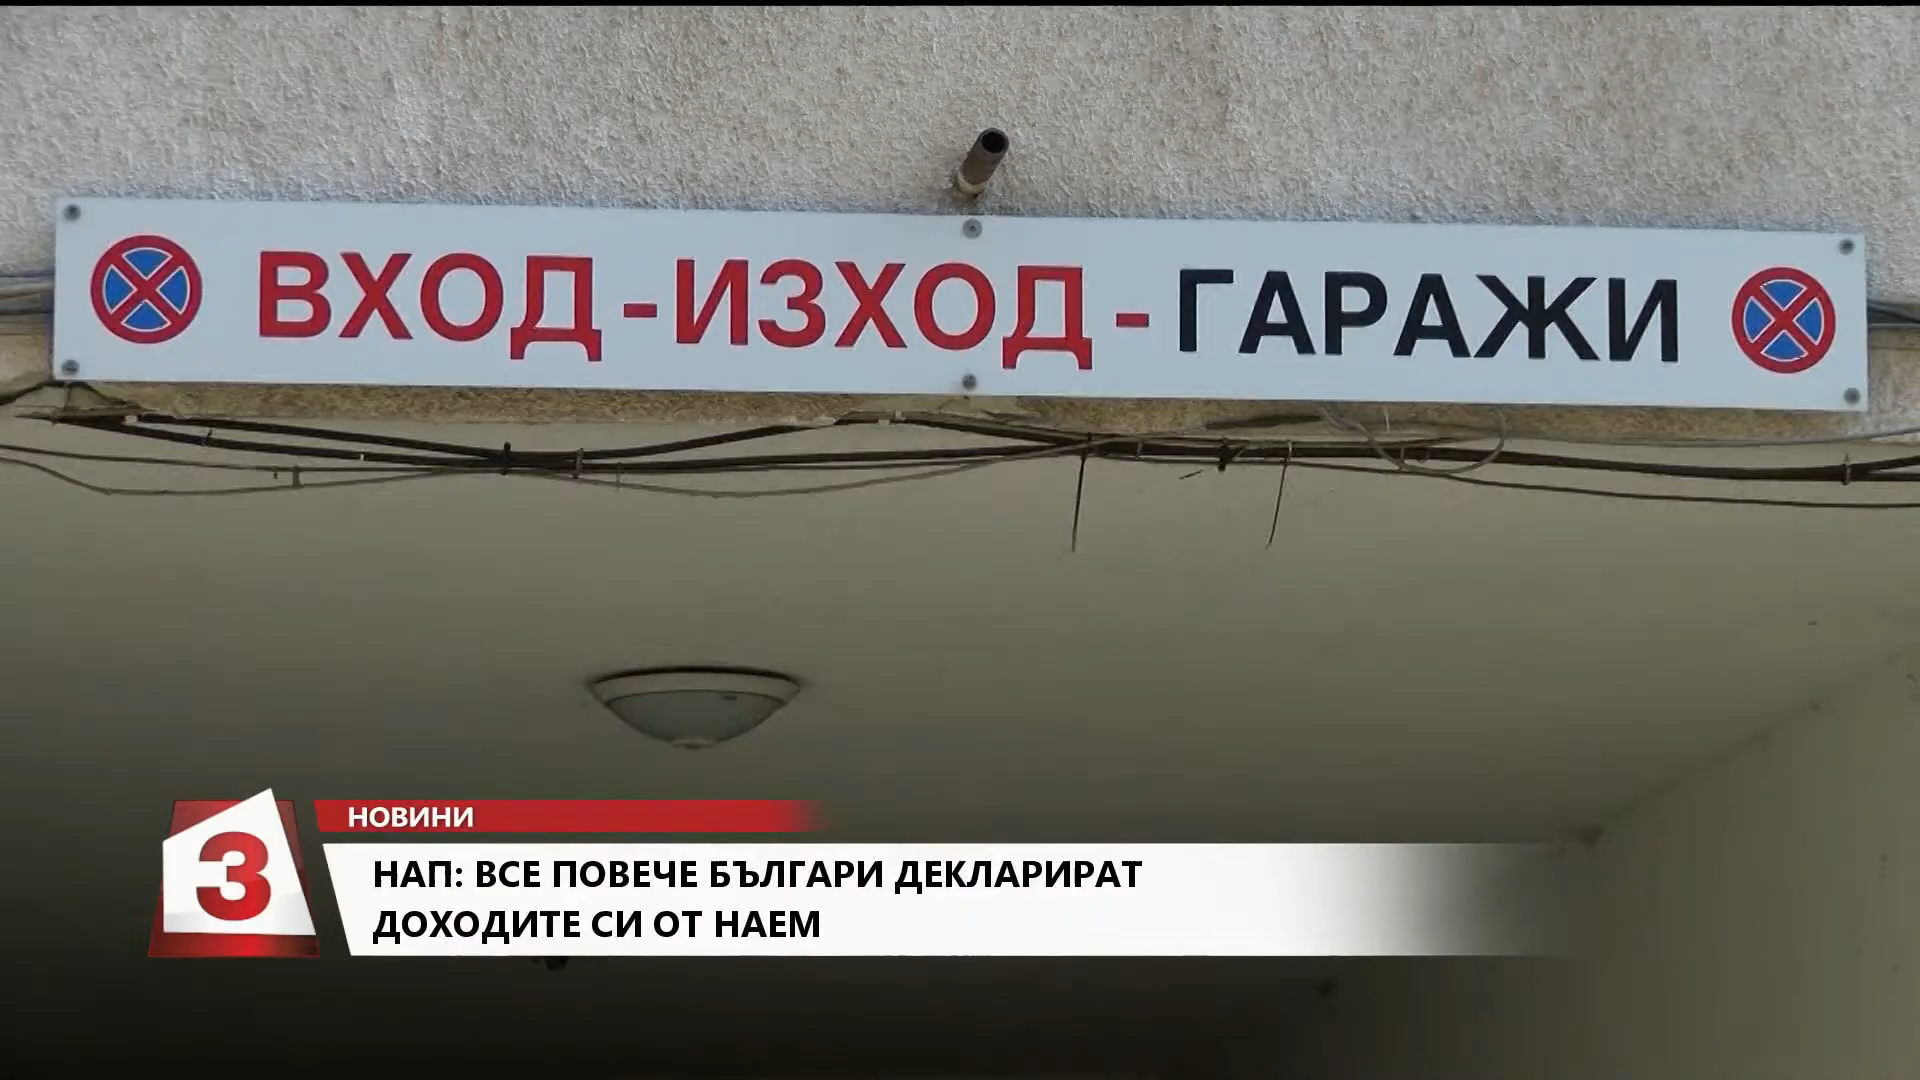 ВХОД-ИЗХОД-ГАРАЖИ
3
НОВИНИ
НАП: ВСЕ ПОВЕЧЕ БЪЛГАРИ ДЕКЛАРИРАТ
ДОХОДИТЕ СИ ОТ НАЕМ